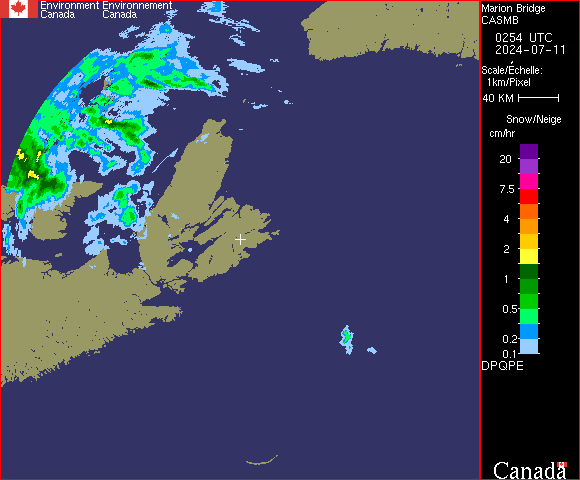 Environment Environnement
Canada Canada
Marion Bridge
CASMB
0254 UTC
2024-07-11
Scale/Echelle:
1km/Pixel
40 KM
Snow/Neige
cm/hr
20
7.5
4
2
1
0.5
0.2
0.1
DPQPE
Canada